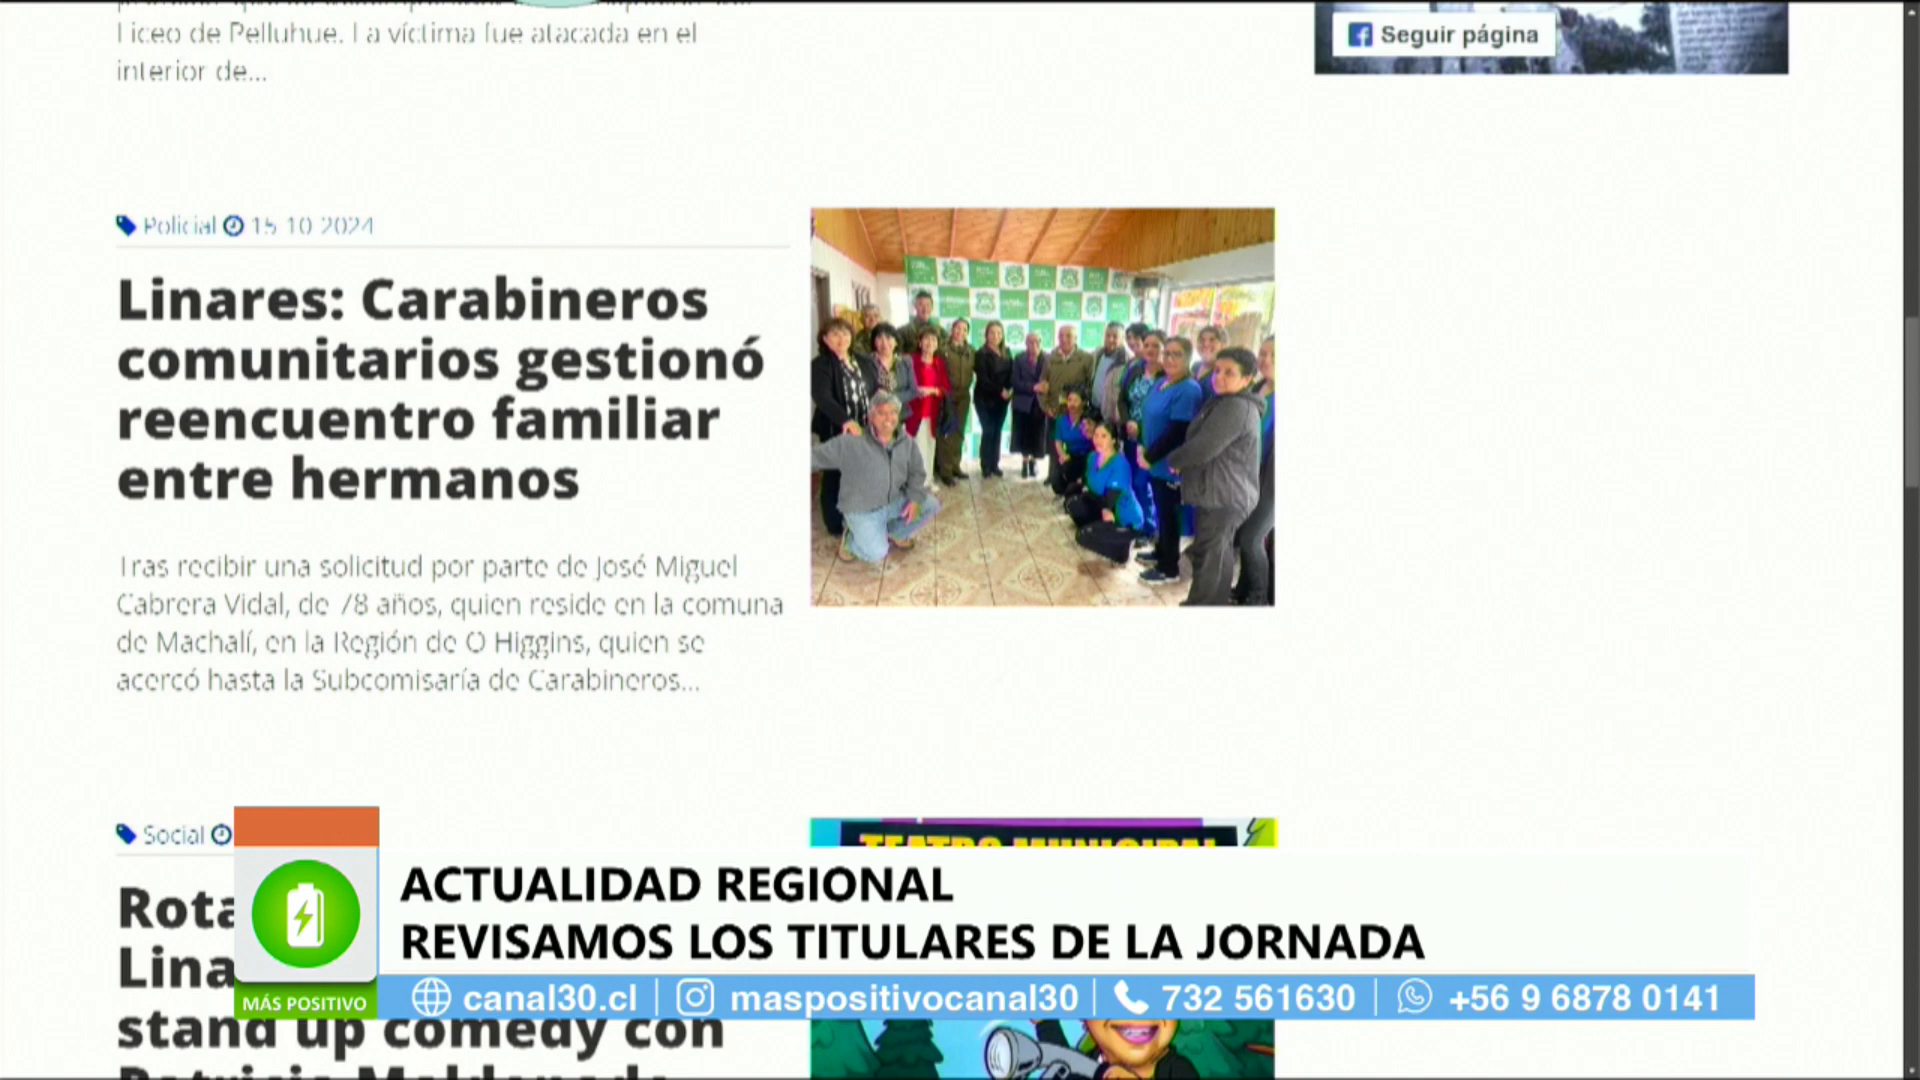 Liceo de Pelluhue. La víctima fue atacada en el
interior de...
Seguir página
Policial 15-10-2024
Linares: Carabineros
comunitarios gestionó
reencuentro familiar
entre hermanos
Tras recibir una solicitud por parte de José Miguel
Cabrera Vidal, de 78 años, quien reside en la comuna
de Machalí, en la Región de O'Higgins, quien se
acercó hasta la Subcomisaría de Carabineros...
Social
TEATRO MUNICIPAL
Rota
Lina
stand up comedy con
ACTUALIDAD REGIONAL
REVISAMOS LOS TITULARES DE LA JORNADA
MÁS POSITIVO
canal30.cl | maspositivocanal30 | 732 561630 | +56 9 6878 0141